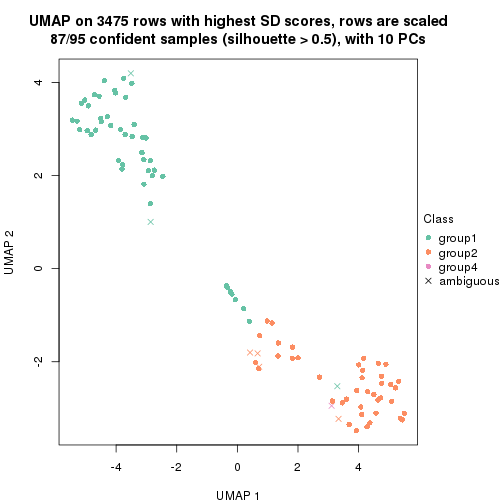 UMAP on 3475 rows with highest SD scores, rows are scaled
87/95 confident samples (silhouette > 0.5), with 10 PCs
4
2
0
-2
UMAP 2
-4
-2
0
2
4
UMAP 1
Class
group1
group2
group4
ambiguous